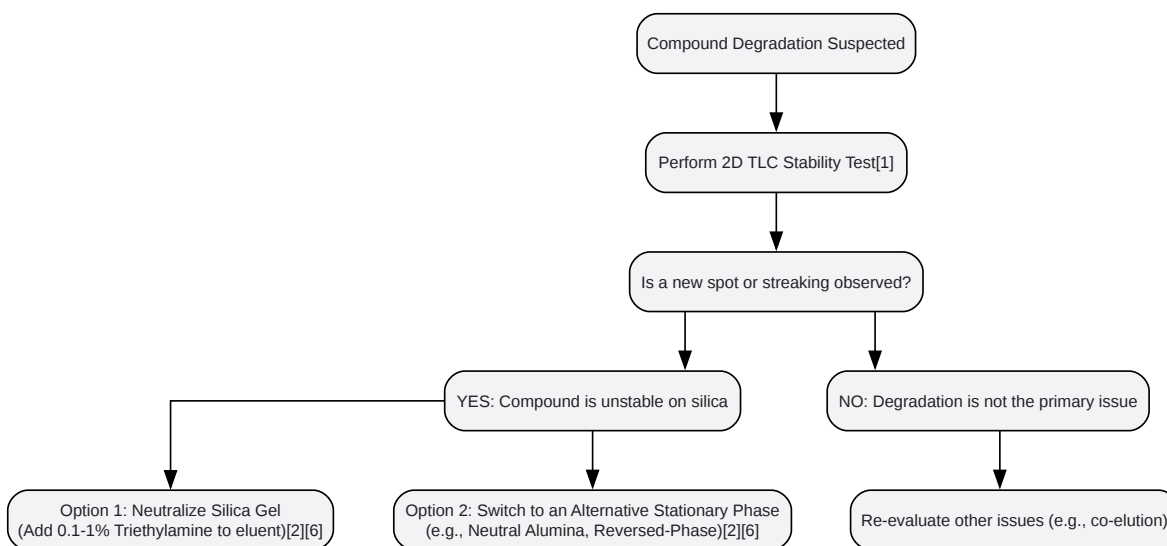 Compound Degradation Suspected
Perform 2D TLC Stability Test[1]
Is a new spot or streaking observed?
YES: Compound is unstable on silica
NO: Degradation is not the primary issue
Option 1: Neutralize Silica Gel
(Add 0.1-1% Triethylamine to eluent)[2][6]
Option 2: Switch to an Alternative Stationary Phase
(e.g., Neutral Alumina, Reversed-Phase)[2][6]
Re-evaluate other issues (e.g., co-elution)